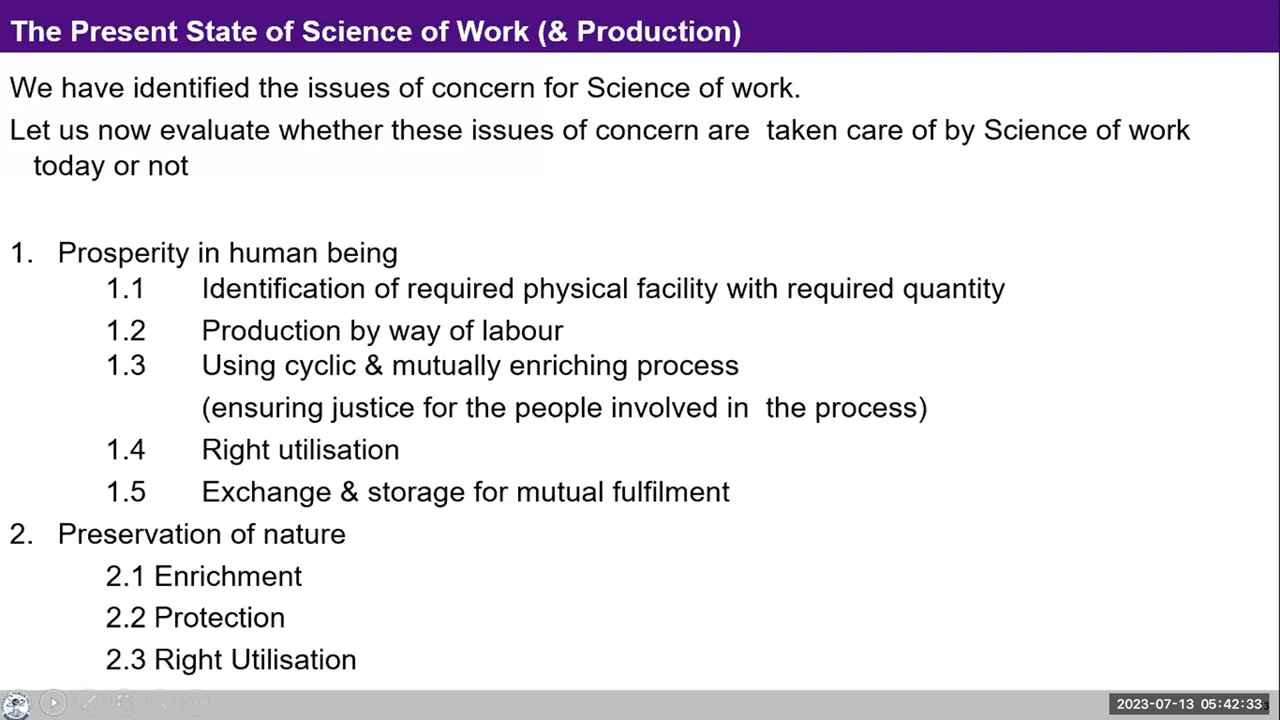 The Present State of Science of Work (& Production)
We have identified the issues of concern for Science of work.
Let us now evaluate whether these issues of concern are taken care of by Science of work
today or not
1. Prosperity in human being
1.1 Identification of required physical facility with required quantity
1.2 Production by way of labour
1.3 Using cyclic & mutually enriching process
(ensuring justice for the people involved in the process)
1.4 Right utilisation
1.5 Exchange & storage for mutual fulfilment
2. Preservation of nature
2.1 Enrichment
2.2 Protection
2.3 Right Utilisation
2023-07-13 05:42:33